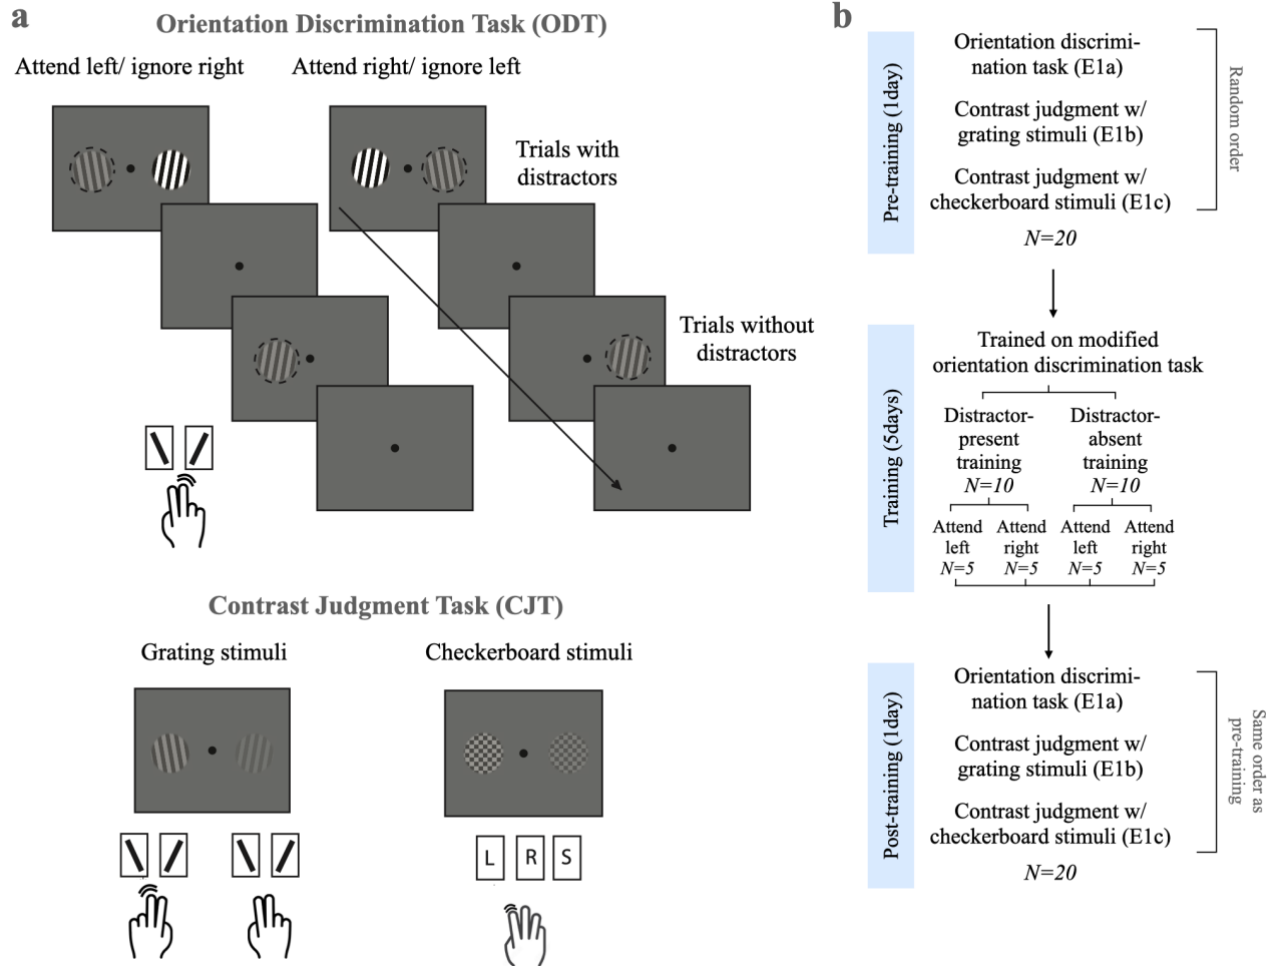 a
Orientation Discrimination Task (ODT)
Attend left/ ignore right
Attend right/ ignore left
Trials with
distractors
Trials without
distractors
Contrast Judgment Task (CJT)
Grating stimuli
Checkerboard stimuli
L R S
b
Pre-training (1day)
Orientation discrimi-
nation task (E1a)
Contrast judgment w/
grating stimuli (E1b)
Contrast judgment w/
checkerboard stimuli (E1c)
N=20
Random order
Training (5days)
Trained on modified
orientation discrimination task
Distractor-
present
training
N=10
Distractor-
absent
training
N=10
Attend
left
N=5
Attend
right
N=5
Attend
left
N=5
Attend
right
N=5
Post-training (1day)
Orientation discrimi-
nation task (E1a)
Contrast judgment w/
grating stimuli (E1b)
Contrast judgment w/
checkerboard stimuli (E1c)
N=20
Same order as
pre-training